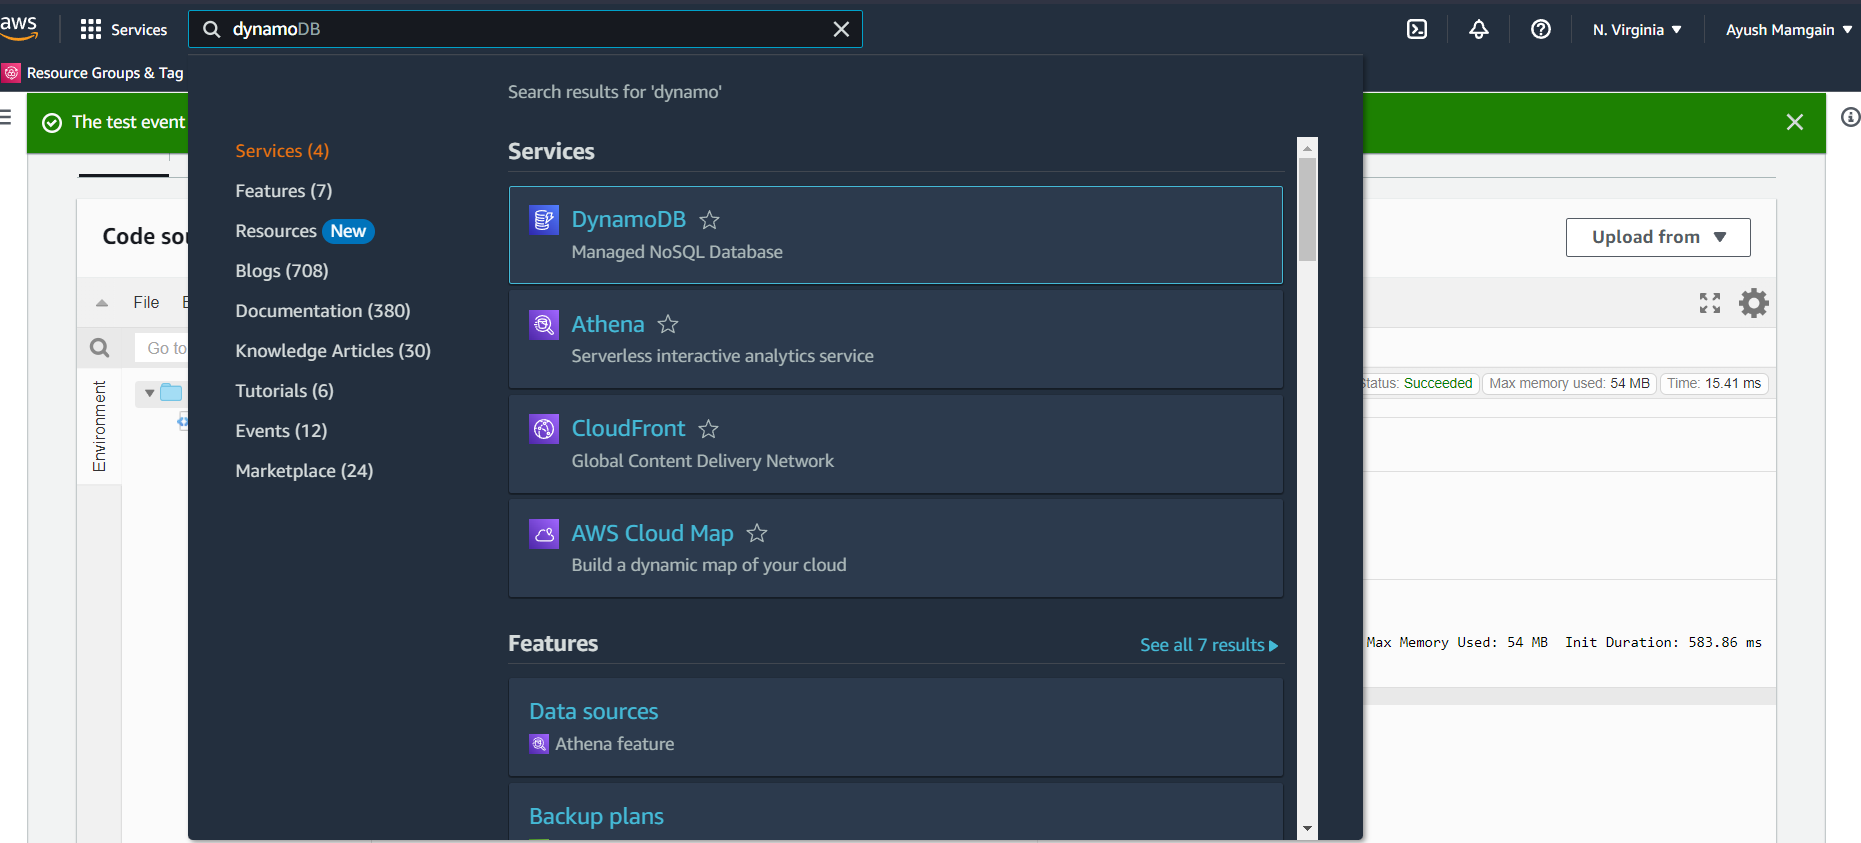 aws
Services
dynamoDB
N. Virginia
Ayush Mamgain
Resource Groups & Tag
Search results for 'dynamo'
The test event
Services (4)
Features (7)
Resources New
Blogs (708)
Documentation (380)
Knowledge Articles (30)
Tutorials (6)
Events (12)
Marketplace (24)
Services
DynamoDB
Managed NoSQL Database
Athena
Serverless interactive analytics service
CloudFront
Global Content Delivery Network
AWS Cloud Map
Build a dynamic map of your cloud
Features
See all 7 results
Data sources
Athena feature
Backup plans
Code sou
Upload from
File
Go to
Environment
Status: Succeeded
Max memory used: 54 MB
Time: 15.41 ms
Max Memory Used: 54 MB Init Duration: 583.86 ms